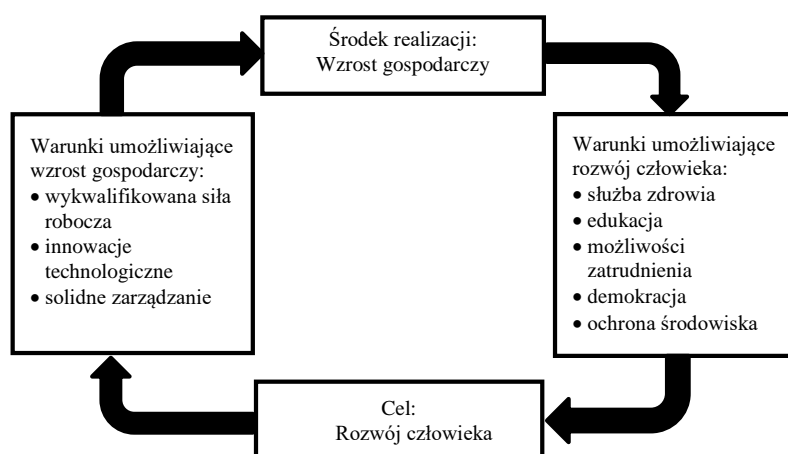 Środek realizacji:
Wzrost gospodarczy
Warunki umożliwiające
wzrost gospodarczy:
• wykwalifikowana siła
robocza
• innowacje
technologiczne
• solidne zarządzanie
Warunki umożliwiające
rozwój człowieka:
• służba zdrowia
• edukacja
• możliwości
zatrudnienia
• demokracja
• ochrona środowiska
Cel:
Rozwój człowieka